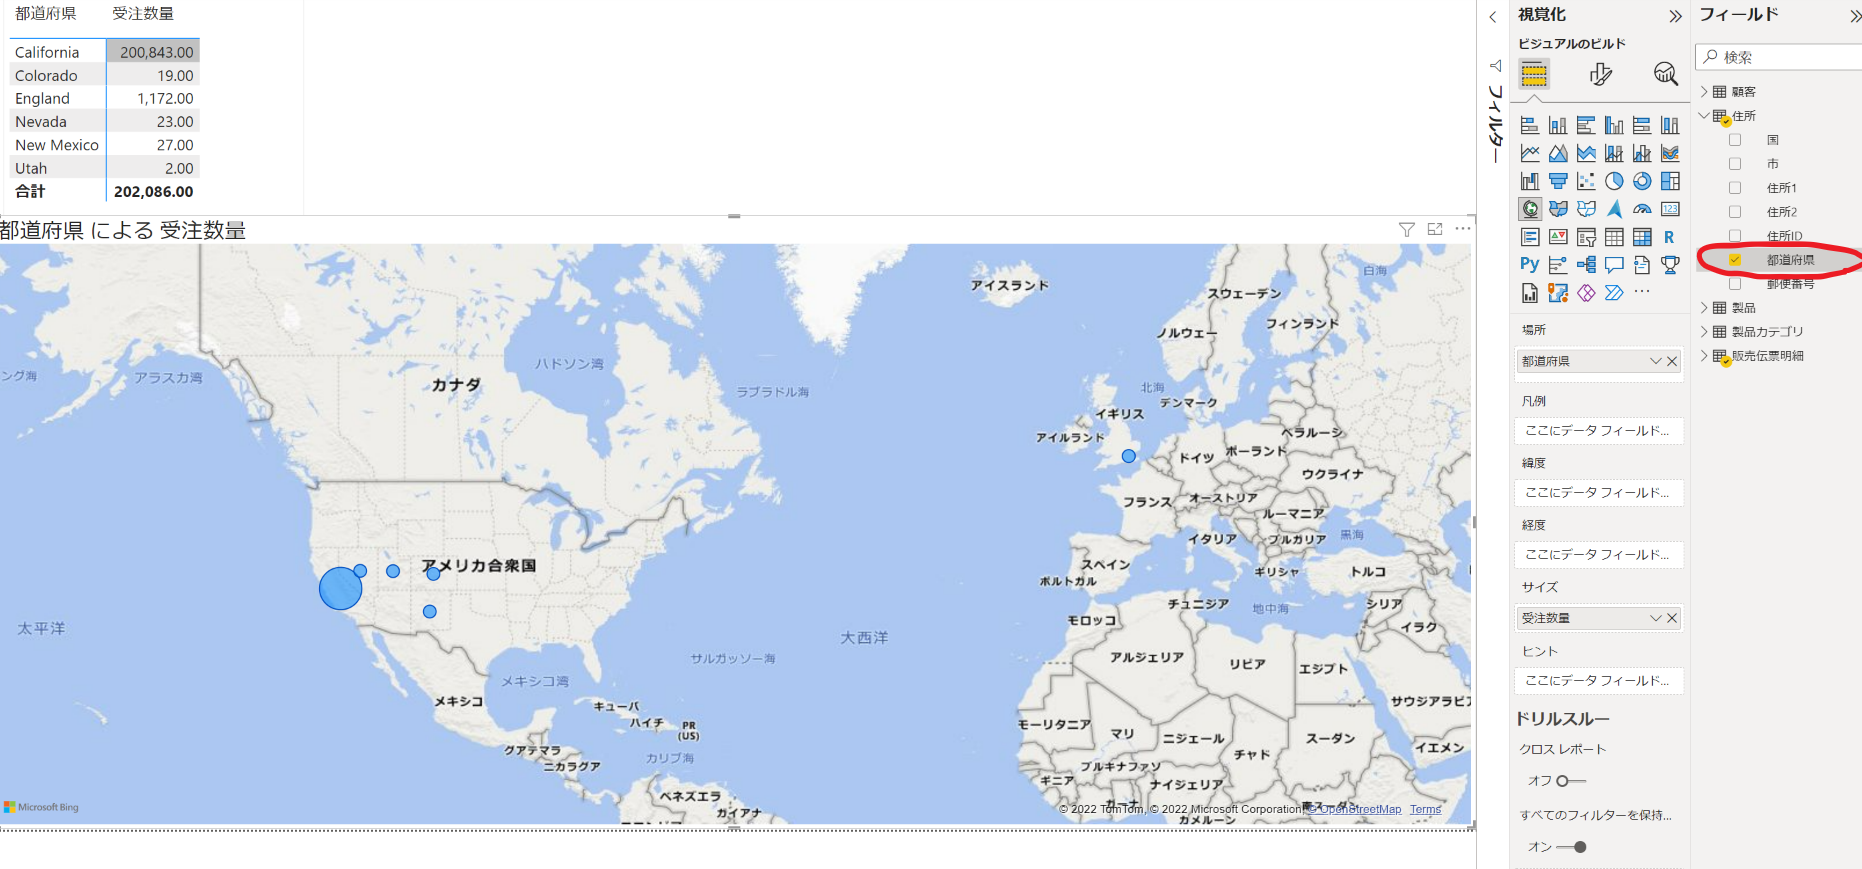 都道府県 受注数量
California 200,843.00
Colorado 19.00
England 1,172.00
Nevada 23.00
New Mexico 27.00
Utah 2.00
合計 202,086.00
都道府県 による 受注数量
アイスランド
白海
スウェーデン
フィンランド
ノルウェー
ハドソン湾
ング海
アラスカ湾
カナダ
ラブラドル海
北海
デンマーク
イギリス
アイルランド
ベラルーシ
ドイツ
ポーランド
ウクライナ
フランス
オーストリア
ルーマニア
イタリア
ブルガリア
黒海
アメリカ合衆国
スペイン
ポルトガル
ギリシャ
トルコ
チュニジア
地中海
シリア
イラク
モロッコ
太平洋
大西洋
サルガッソー海
アルジェリア
リビア
エジプト
メキシコ湾
メキシコ
キューバ
ハイチ
PR
(US)
サウジアラビア
モーリタニア
マリ
ニジェール
チャド
スーダン
イエメン
グアテマラ
ニカラグア
カリブ海
ブルキナファソ
ギニア
ナイジェリア
ベネズエラ
ガイアナ
ガーナ
南スーダン
カメルーン
Microsoft Bing
© 2022 TomTom, © 2022 Microsoft Corporation, © OpenStreetMap Terms
フィルター
視覚化
ビジュアルのビルド
123
R
Py
場所
都道府県
凡例
ここにデータ フィールド...
緯度
ここにデータ フィールド...
経度
ここにデータ フィールド...
サイズ
受注数量
ヒント
ここにデータ フィールド...
ドリルスルー
クロス レポート
オフ
すべてのフィルターを保持...
オン
フィールド
検索
顧客
住所
国
市
住所1
住所2
住所ID
都道府県
郵便番号
製品
製品カテゴリ
販売伝票明細